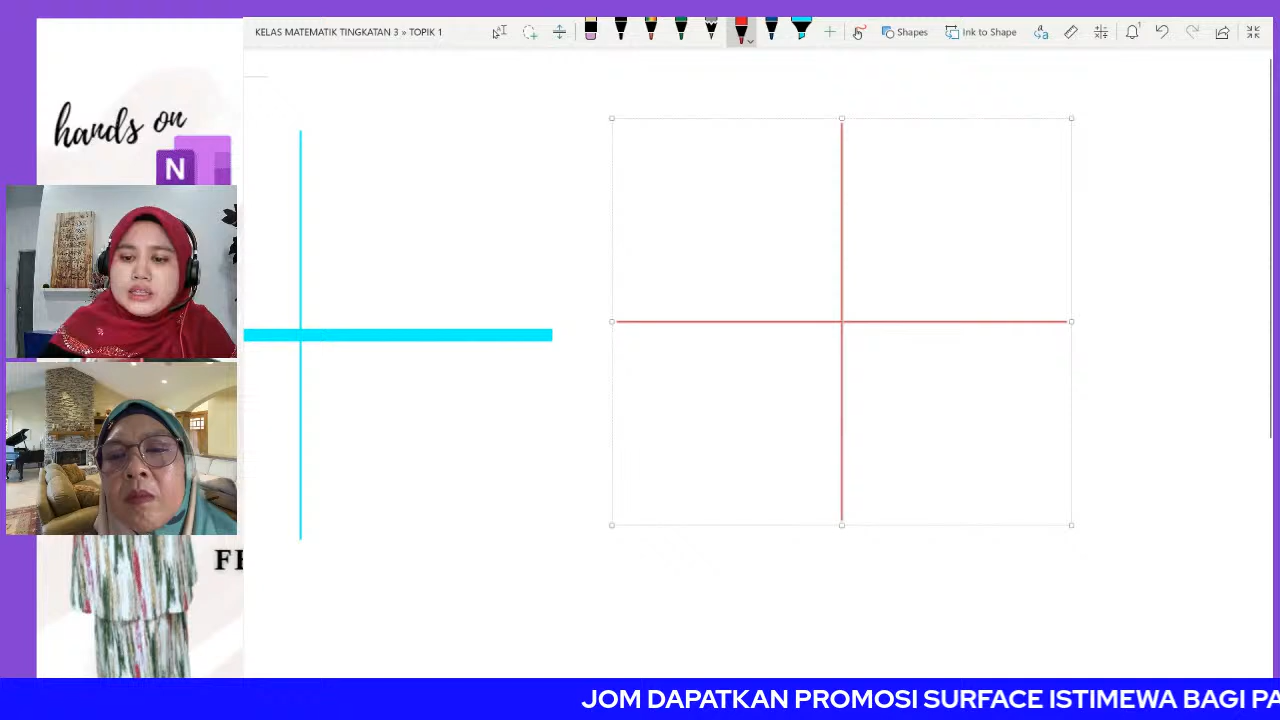 KELAS MATEMATIK TINGKATAN 3 » TOPIK 1
Shapes
Ink to Shape
hands on
N
FE
JOM DAPATKAN PROMOSI SURFACE ISTIMEWA BAGI PA